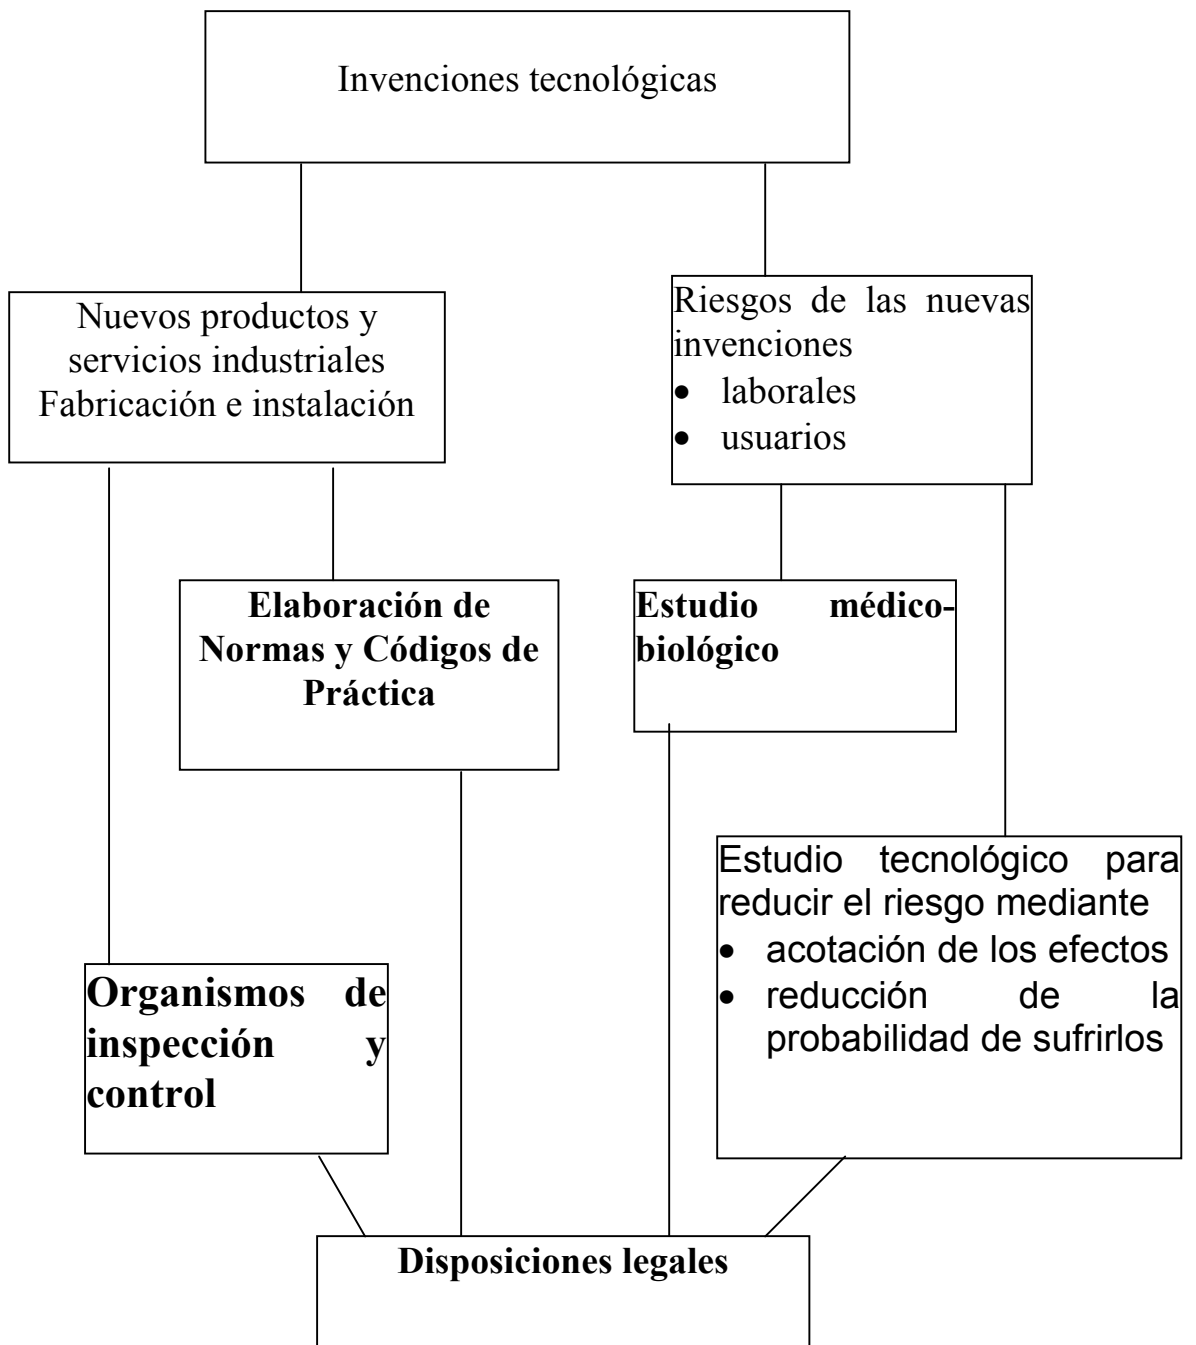 Invenciones tecnológicas
Nuevos productos y
servicios industriales
Fabricación e instalación
Riesgos de las nuevas
invenciones
• laborales
• usuarios
Elaboración de
Normas y Códigos de
Práctica
Estudio médico-
biológico
Estudio tecnológico para
reducir el riesgo mediante
• acotación de los efectos
• reducción de la
probabilidad de sufrirlos
Organismos de
inspección y
control
Disposiciones legales